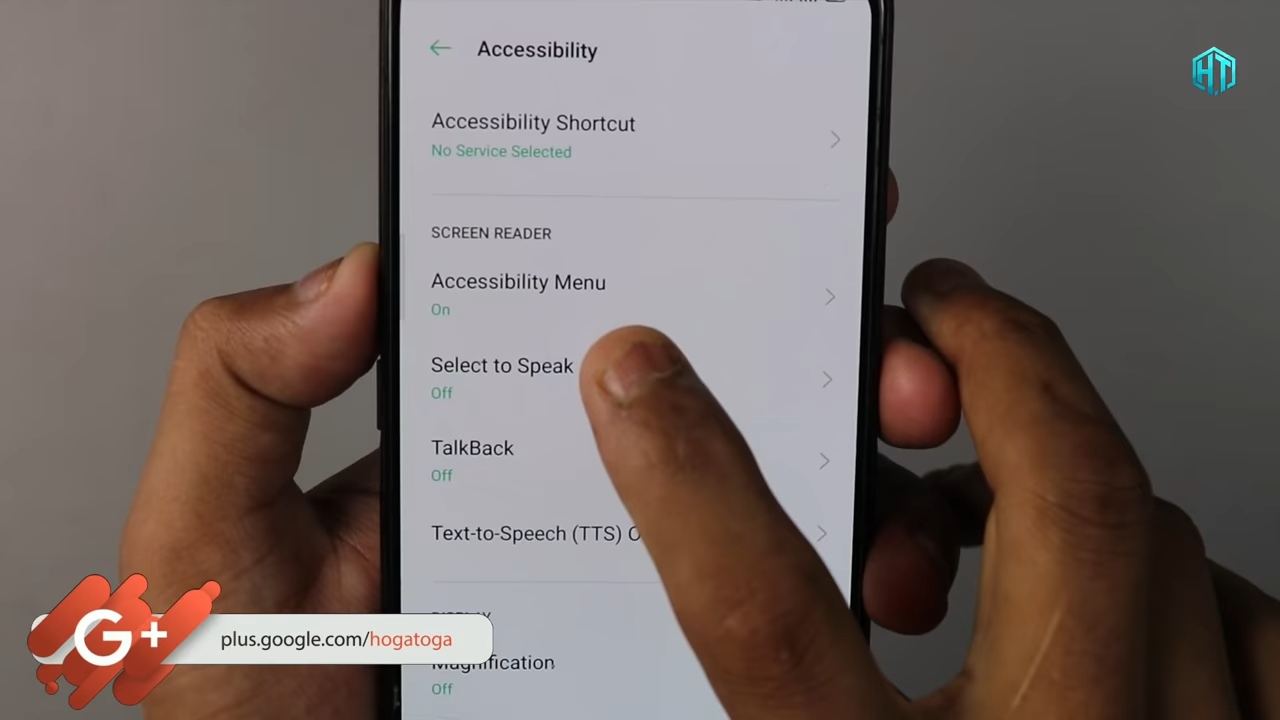 Accessibility
HT
Accessibility Shortcut
No Service Selected
SCREEN READER
Accessibility Menu
On
Select to Speak
Off
TalkBack
Off
Text-to-Speech (TTS) O
G+
plus.google.com/hogatoga
Magnification
Off